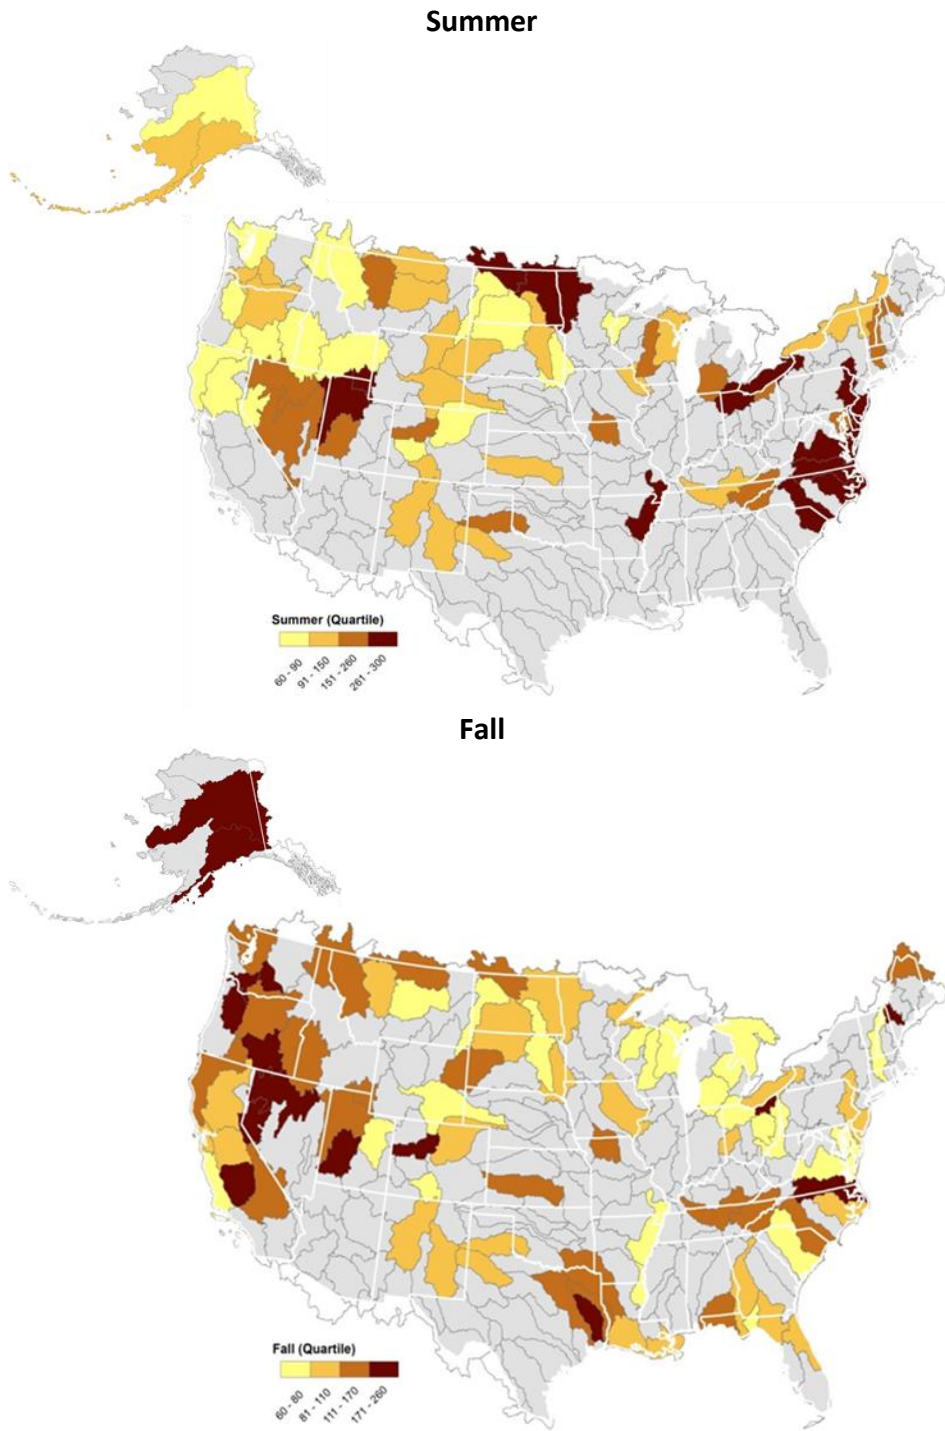 Summer
Summer (Quartile)
60 - 90
91 - 150
151 - 260
261 - 300
Fall
Fall (Quartile)
60 - 80
81 - 110
111 - 170
171 - 260